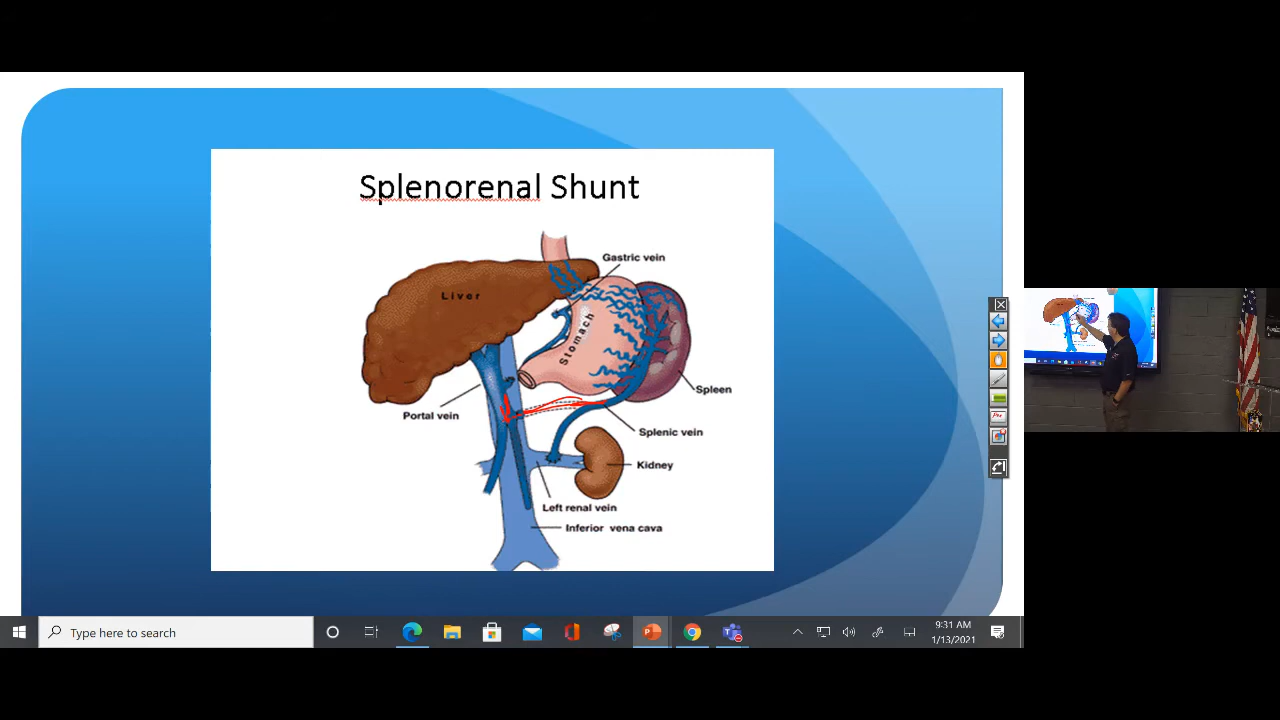 Splenorenal Shunt
Gastric vein
Liver
Stomach
Spleen
Portal vein
Splenic vein
Kidney
Left renal vein
Inferior vena cava
Type here to search
9:31 AM
1/13/2021